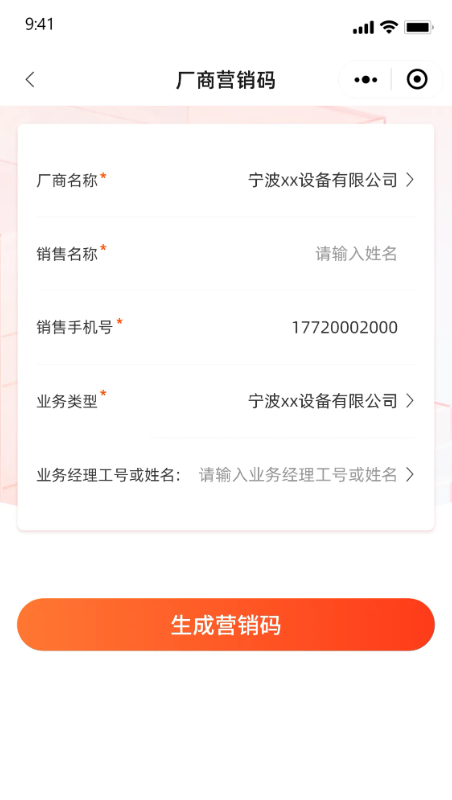 9:41
厂商营销码
厂商名称* 宁波xx设备有限公司
销售名称* 请输入姓名
销售手机号* 17720002000
业务类型* 宁波xx设备有限公司
业务经理工号或姓名： 请输入业务经理工号或姓名
生成营销码